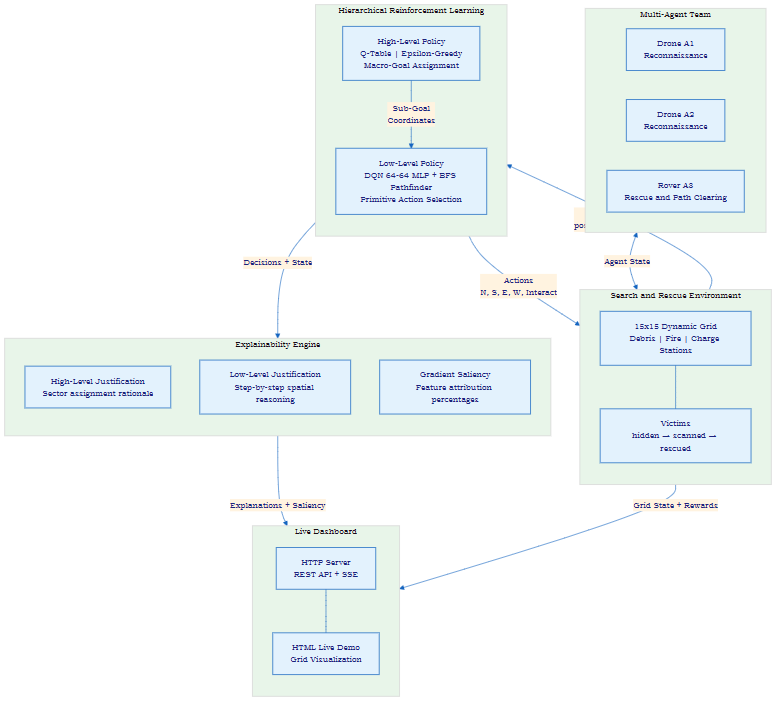 Hierarchical Reinforcement Learning
High-Level Policy
Q-Table | Epsilon-Greedy
Macro-Goal Assignment
Sub-Goal
Coordinates
Low-Level Policy
DQN 64-64 MLP + BFS
Pathfinder
Primitive Action Selection
Multi-Agent Team
Drone A1
Reconnaissance
Drone A2
Reconnaissance
Rover A3
Rescue and Path Clearing
Decisions + State
Actions
N, S, E, W, Interact
Agent State
Search and Rescue Environment
15x15 Dynamic Grid
Debris | Fire | Charge
Stations
Victims
hidden → scanned →
rescued
Explainability Engine
High-Level Justification
Sector assignment rationale
Low-Level Justification
Step-by-step spatial
reasoning
Gradient Saliency
Feature attribution
percentages
Explanations + Saliency
Grid State + Rewards
Live Dashboard
HTTP Server
REST API + SSE
HTML Live Demo
Grid Visualization